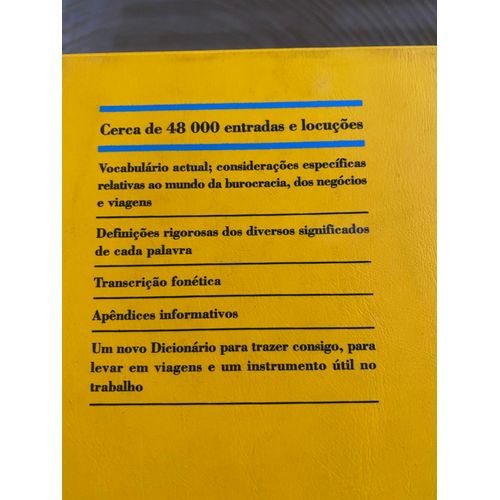 Cerca de 48 000 entradas e locuções
Vocabulário actual; considerações específicas
relativas ao mundo da burocracia, dos negócios
e viagens
Definições rigorosas dos diversos significados
de cada palavra
Transcrição fonética
Apêndices informativos
Um novo Dicionário para trazer consigo, para
levar em viagens e um instrumento útil no
trabalho